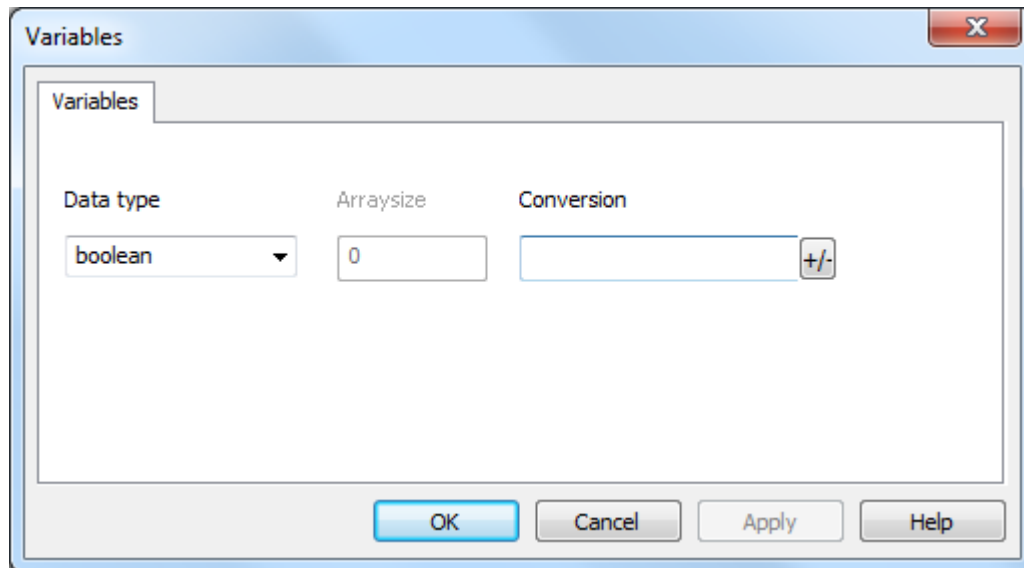 Variables
Variables
Data type Arraysize Conversion
boolean 0 +/-
OK Cancel Apply Help